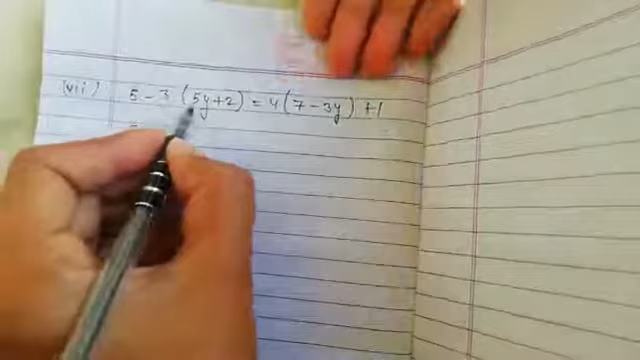 (vii) 5 - 3 (5y+2) = 4 (7 - 3y) + 1